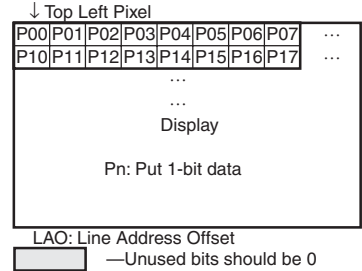 ↓ Top Left Pixel
P00 P01 P02 P03 P04 P05 P06 P07 …
P10 P11 P12 P13 P14 P15 P16 P17 …
…
…
Display
Pn: Put 1-bit data
LAO: Line Address Offset
—Unused bits should be 0